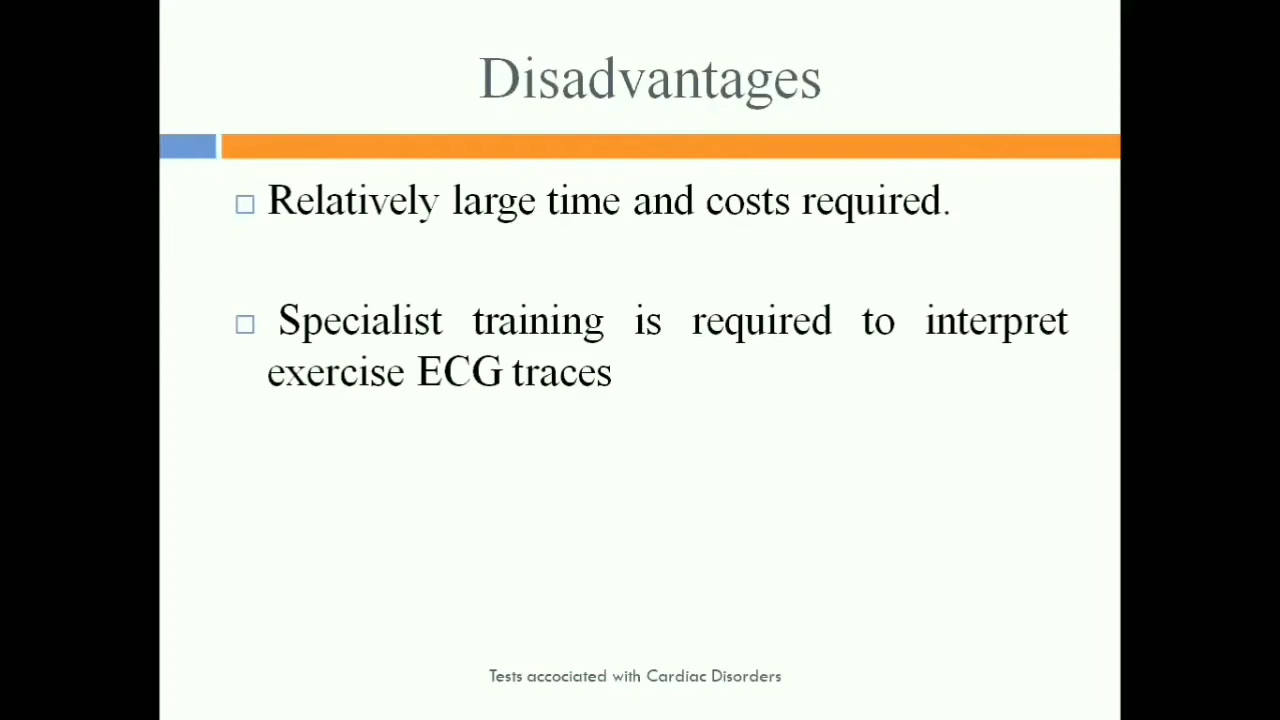 Disadvantages
Relatively large time and costs required.
Specialist training is required to interpret
exercise ECG traces
Tests accociated with Cardiac Disorders